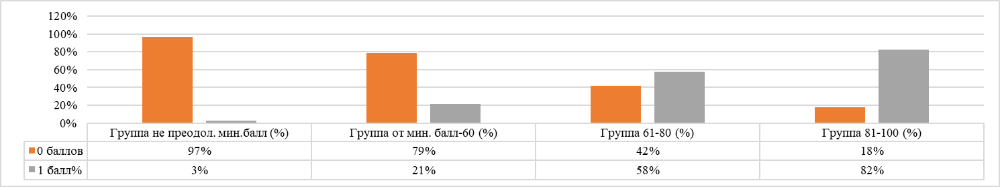 120%
100%
80%
60%
40%
20%
0%
Группа не преодол. мин.балл (%) Группа от мин. балл-60 (%) Группа 61-80 (%) Группа 81-100 (%)
0 баллов 97% 79% 42% 18%
1 балл% 3% 21% 58% 82%